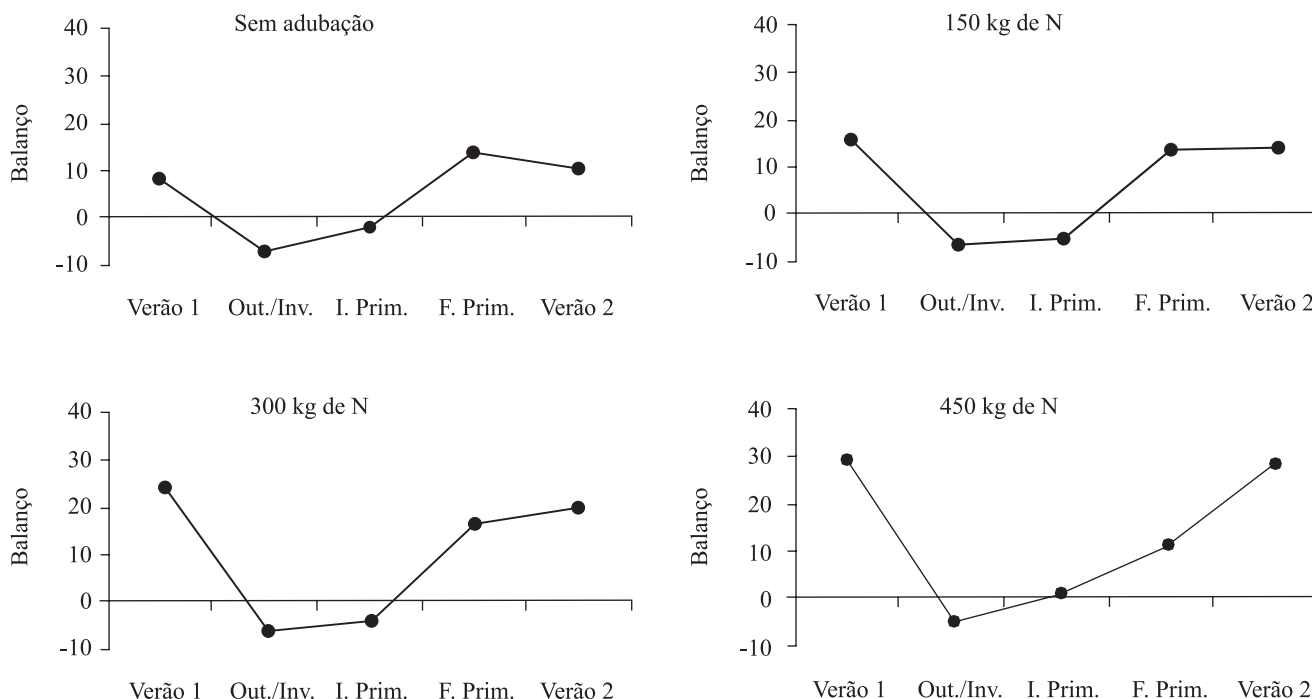 Sem adubação
40
30
20
10
0
-10
Balanço
Verão 1 Out./Inv. I. Prim. F. Prim. Verão 2
150 kg de N
40
30
20
10
0
-10
Balanço
Verão 1 Out./Inv. I. Prim. F. Prim. Verão 2
300 kg de N
40
30
20
10
0
-10
Balanço
Verão 1 Out./Inv. I. Prim. F. Prim. Verão 2
450 kg de N
40
30
20
10
0
-10
Balanço
Verão 1 Out./Inv. I. Prim. F. Prim. Verão 2